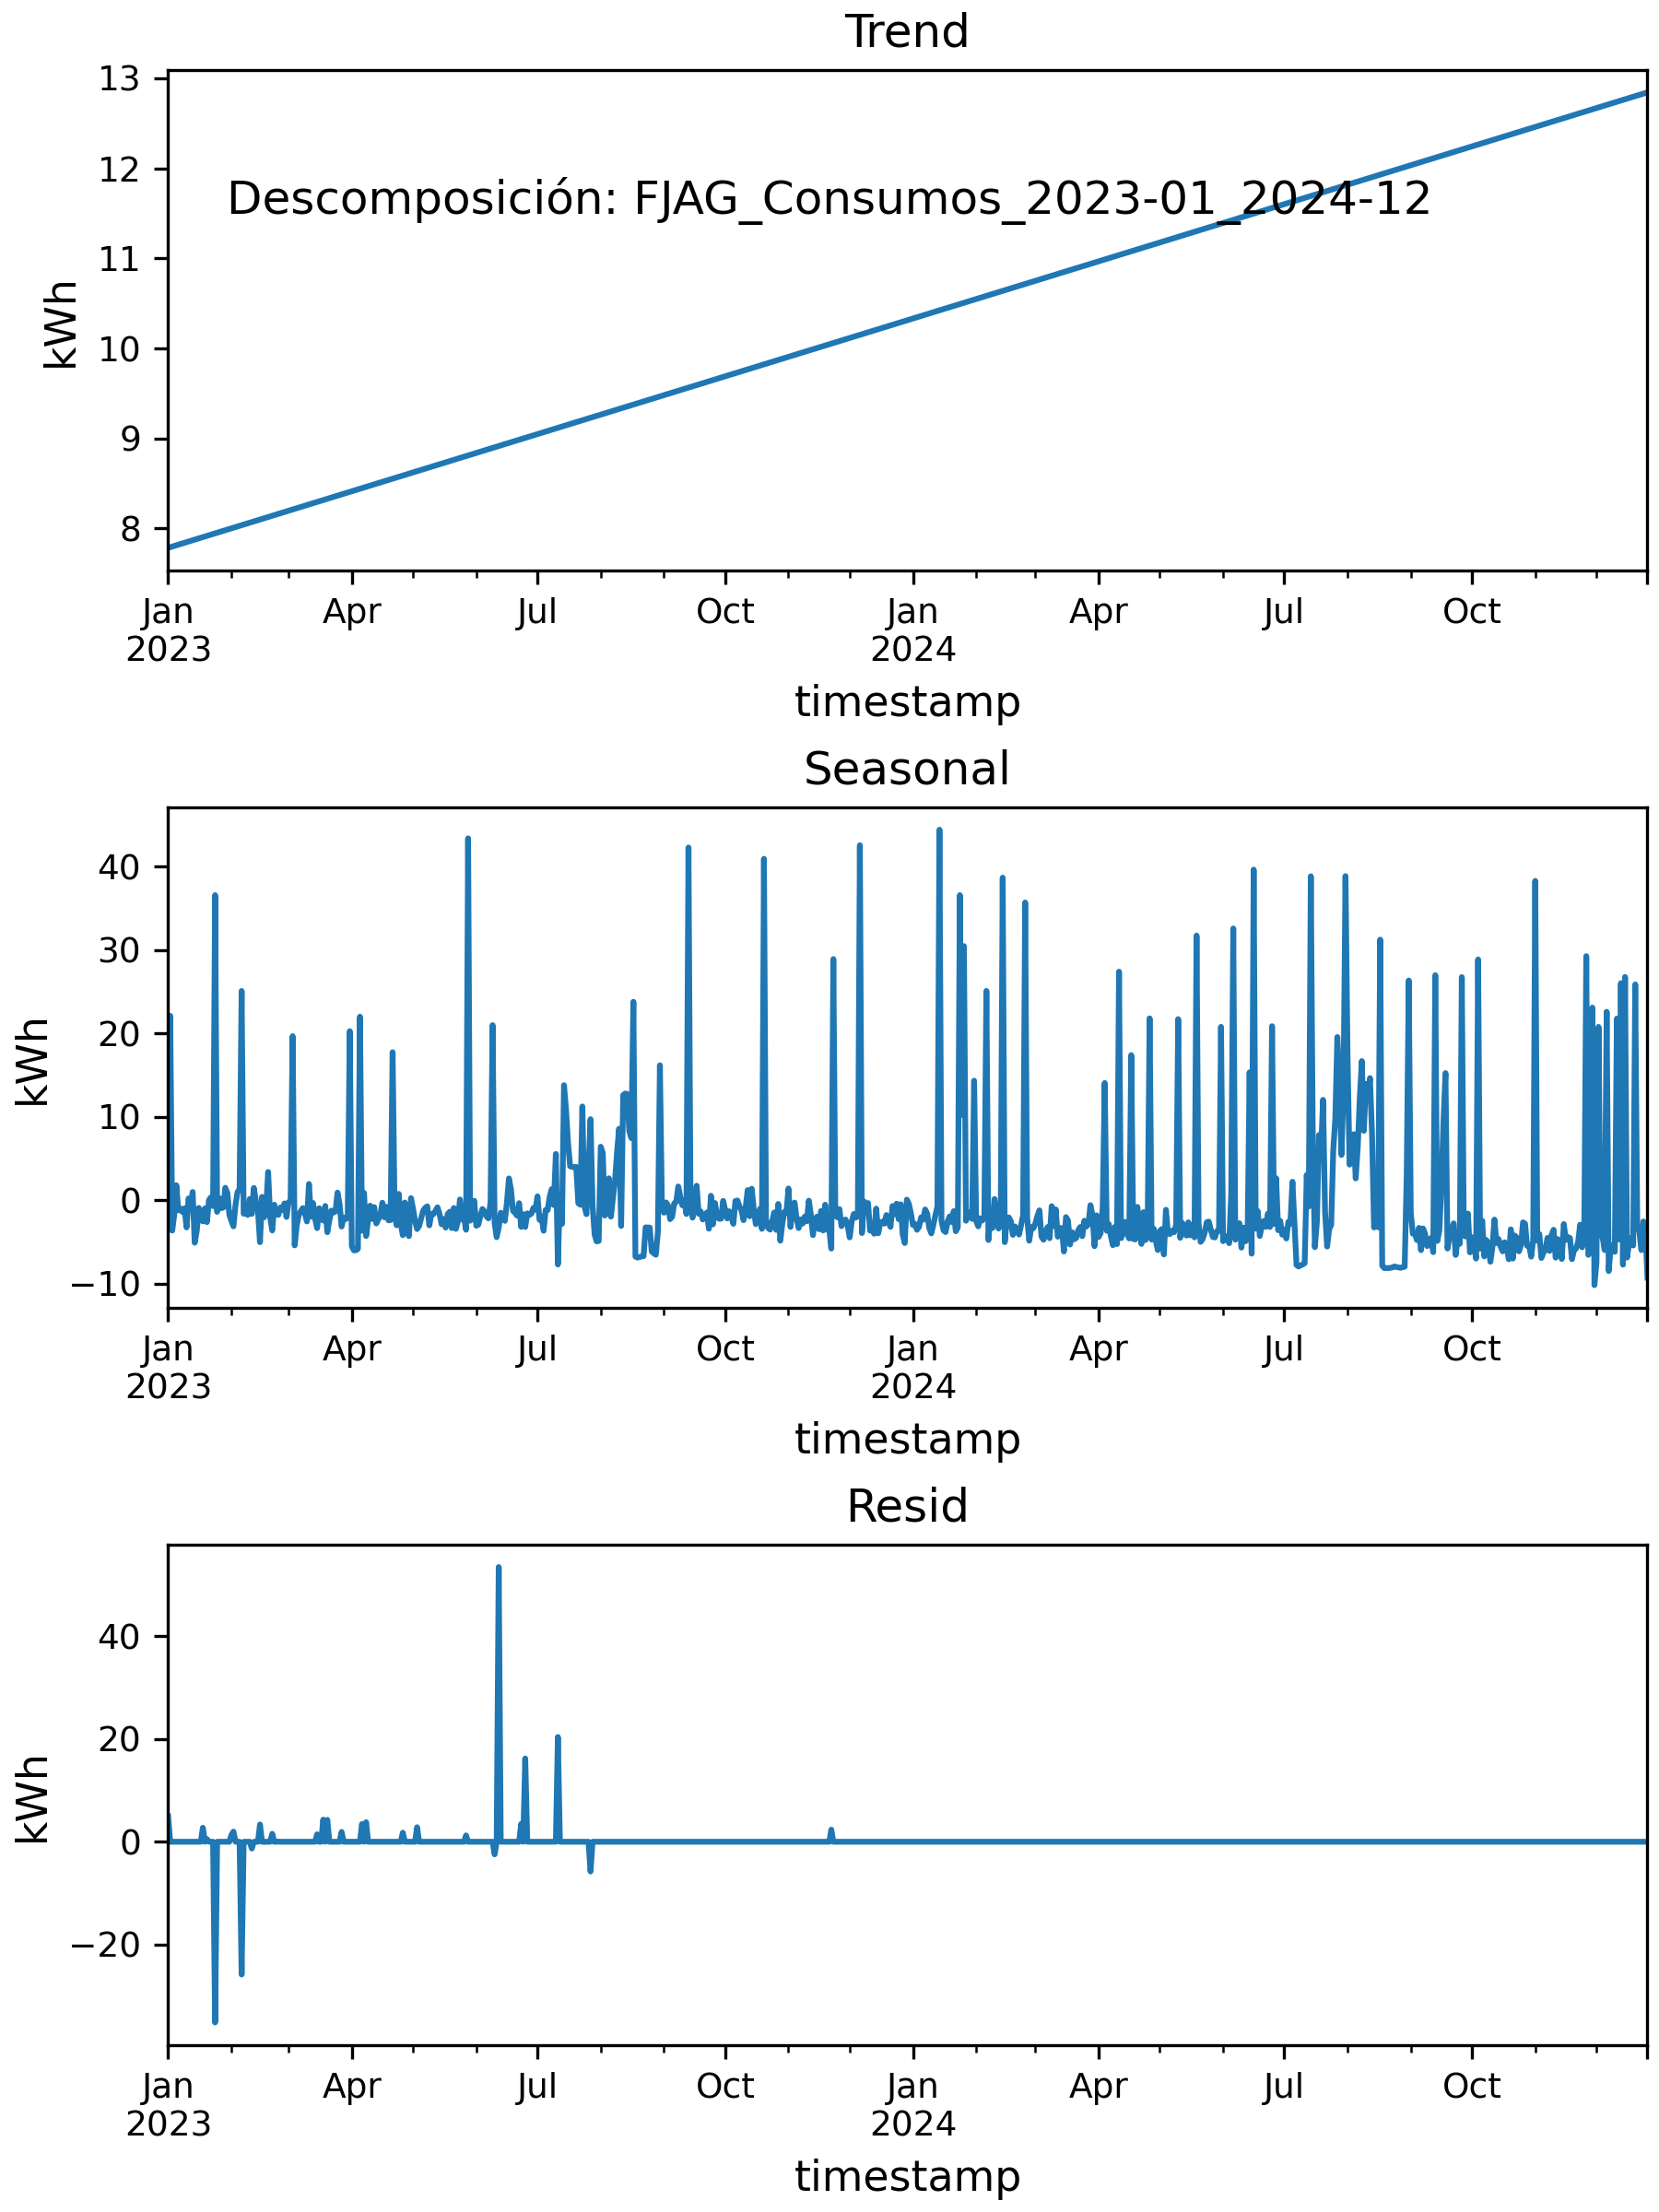 Trend
13
12
11
10
9
8
kWh
Descomposición: FJAG_Consumos_2023-01_2024-12
Jan Apr Jul Oct Jan Apr Jul Oct
2023 2024
timestamp
Seasonal
40
30
20
10
0
−10
kWh
Jan Apr Jul Oct Jan Apr Jul Oct
2023 2024
timestamp
Resid
40
20
0
−20
kWh
Jan Apr Jul Oct Jan Apr Jul Oct
2023 2024
timestamp